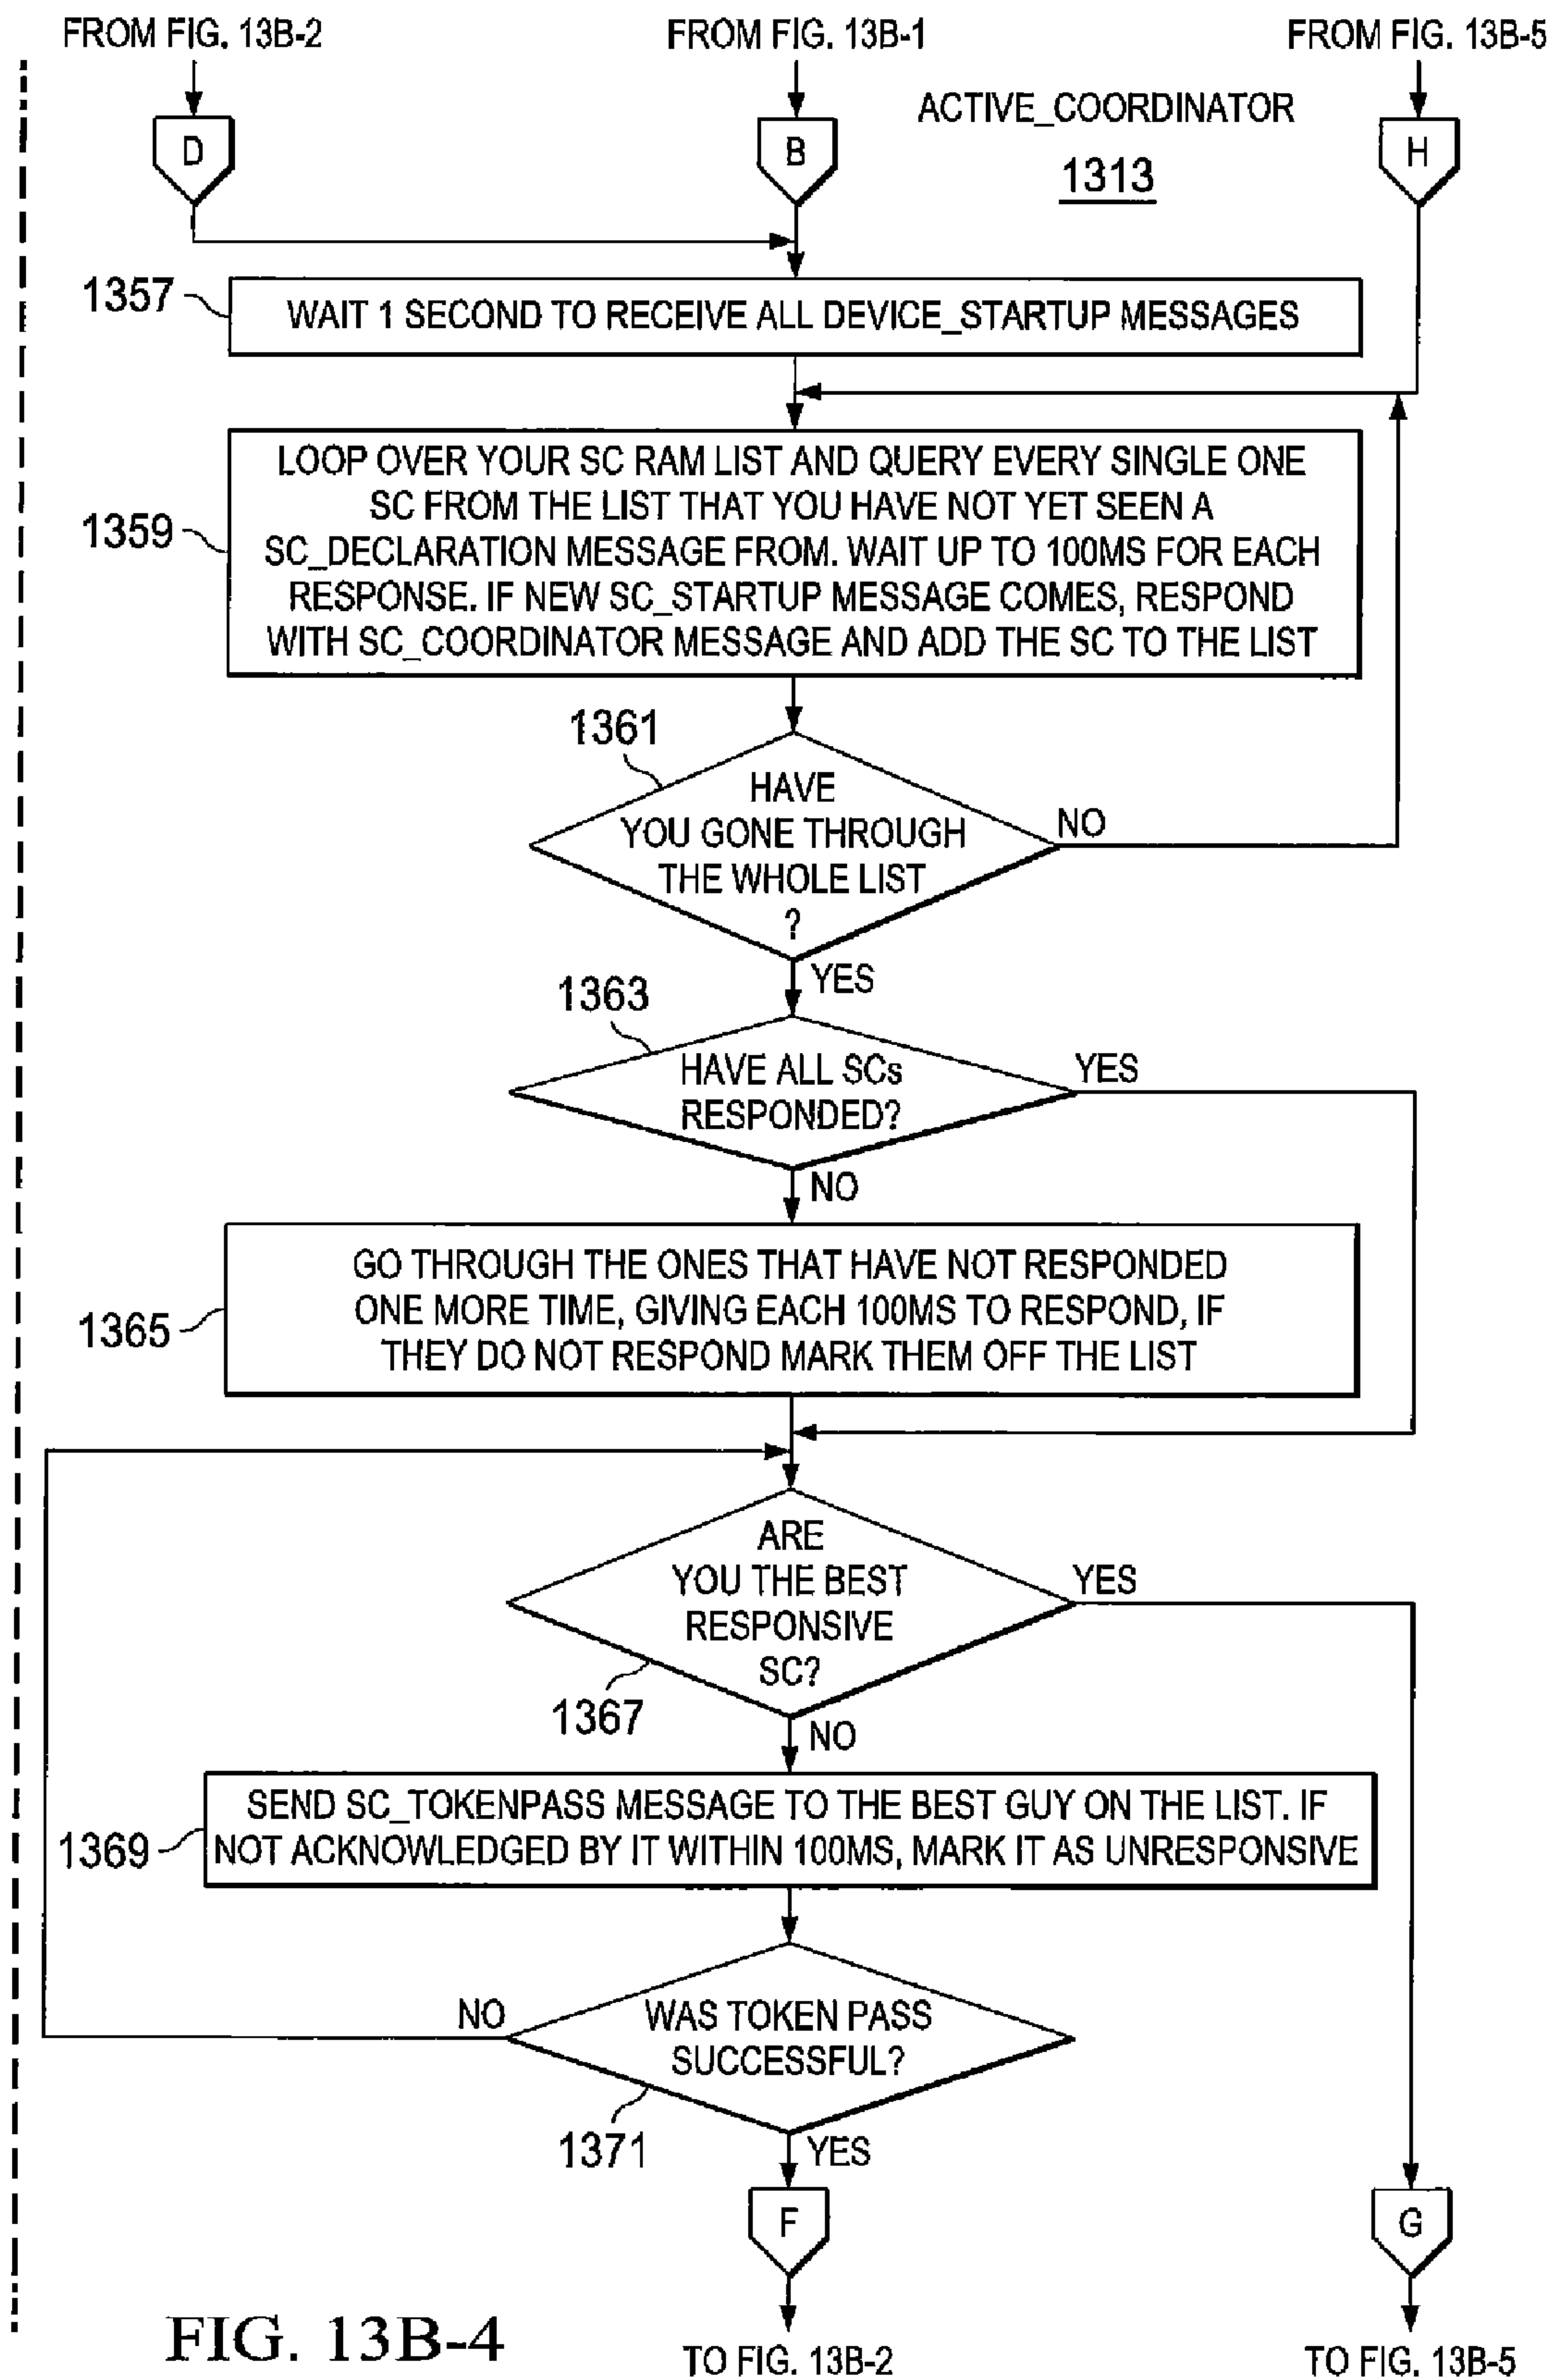 FROM FIG. 13B-2
FROM FIG. 13B-1
FROM FIG. 13B-5
D
B
ACTIVE_COORDINATOR
1313
H
1357
WAIT 1 SECOND TO RECEIVE ALL DEVICE_STARTUP MESSAGES
1359
LOOP OVER YOUR SC RAM LIST AND QUERY EVERY SINGLE ONE
SC FROM THE LIST THAT YOU HAVE NOT YET SEEN A
SC_DECLARATION MESSAGE FROM. WAIT UP TO 100MS FOR EACH
RESPONSE. IF NEW SC_STARTUP MESSAGE COMES, RESPOND
WITH SC_COORDINATOR MESSAGE AND ADD THE SC TO THE LIST
1361
HAVE
YOU GONE THROUGH
THE WHOLE LIST
?
NO
YES
1363
HAVE ALL SCs
RESPONDED?
YES
NO
1365
GO THROUGH THE ONES THAT HAVE NOT RESPONDED
ONE MORE TIME, GIVING EACH 100MS TO RESPOND, IF
THEY DO NOT RESPOND MARK THEM OFF THE LIST
ARE
YOU THE BEST
RESPONSIVE
SC?
YES
1367
NO
1369
SEND SC_TOKENPASS MESSAGE TO THE BEST GUY ON THE LIST. IF
NOT ACKNOWLEDGED BY IT WITHIN 100MS, MARK IT AS UNRESPONSIVE
NO
WAS TOKEN PASS
SUCCESSFUL?
1371
YES
F
G
FIG. 13B-4
TO FIG. 13B-2
TO FIG. 13B-5